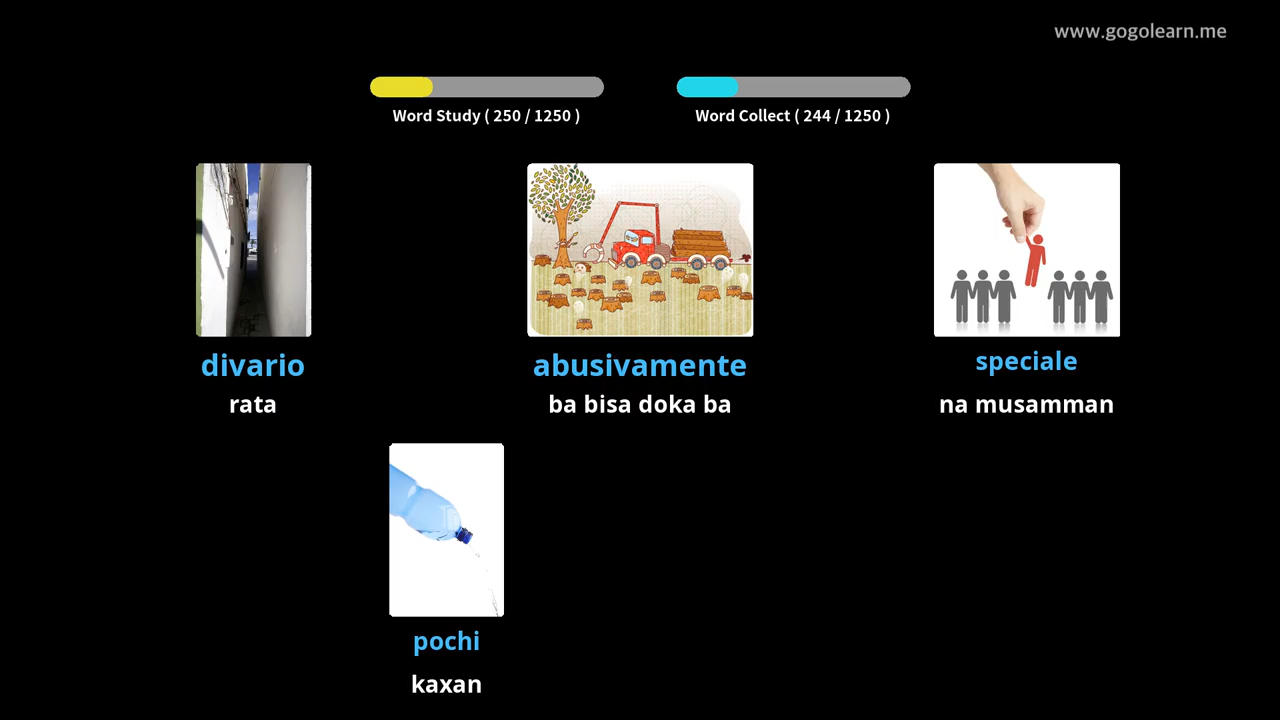 www.gogolearn.me
Word Study ( 250 / 1250 )
Word Collect ( 244 / 1250 )
divario
rata
abusivamente
ba bisa doka ba
speciale
na musamman
pochi
kaxan